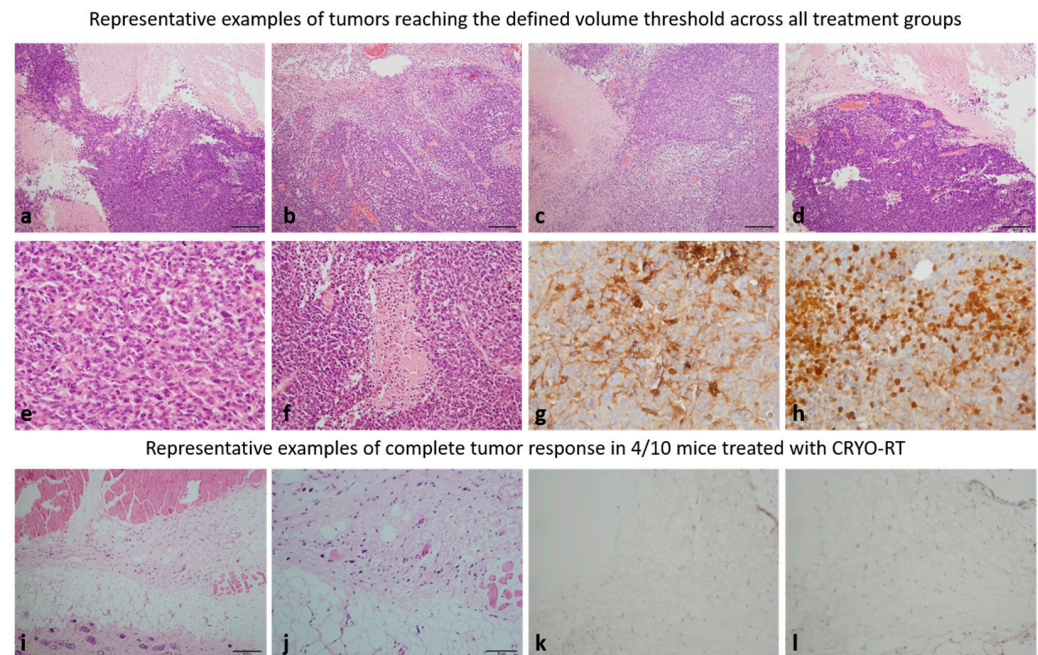 Representative examples of tumors reaching the defined volume threshold across all treatment groups
a
b
c
d
e
f
g
h
Representative examples of complete tumor response in 4/10 mice treated with CRYO-RT
i
j
k
l